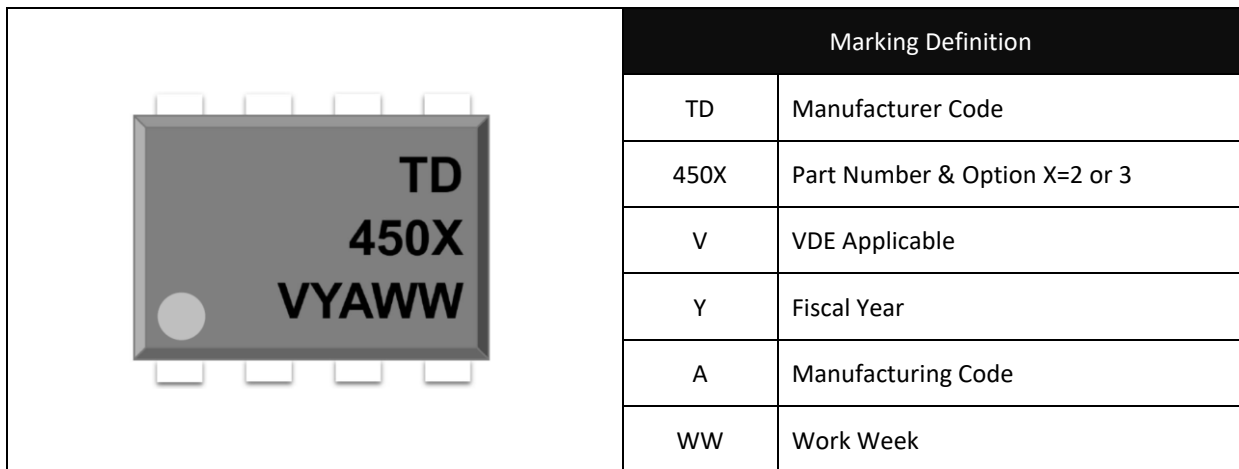 TD
450X
VYAWW
Marking Definition
TD Manufacturer Code
450X Part Number & Option X=2 or 3
V VDE Applicable
Y Fiscal Year
A Manufacturing Code
WW Work Week